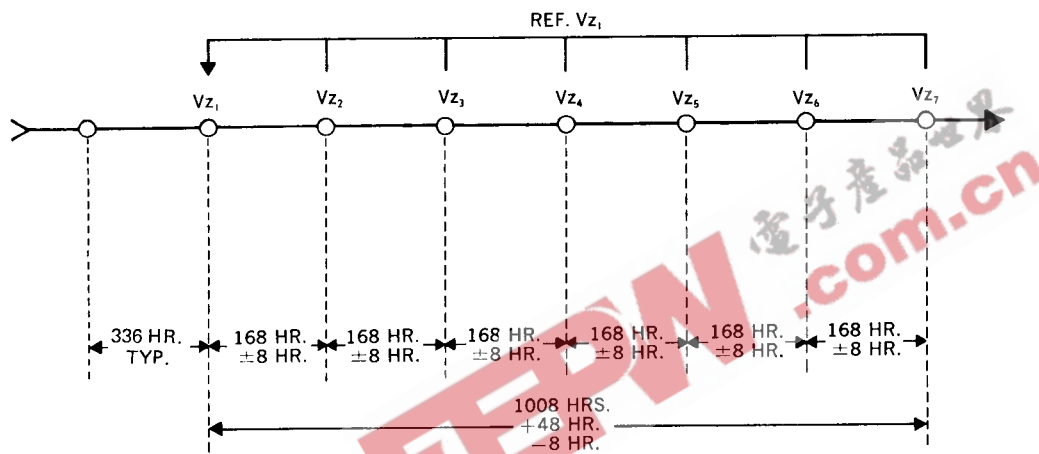 REF. Vz₁
Vz₁ Vz₂ Vz₃ Vz₄ Vz₅ Vz₆ Vz₇
336 HR. 168 HR. 168 HR. 168 HR. 168 HR. 168 HR. 168 HR.
TYP. ±8 HR. ±8 HR. ±8 HR. ±8 HR. ±8 HR. ±8 HR.
1008 HRS.
+48 HR.
−8 HR.
電子產品世界
EEPW
.com.cn